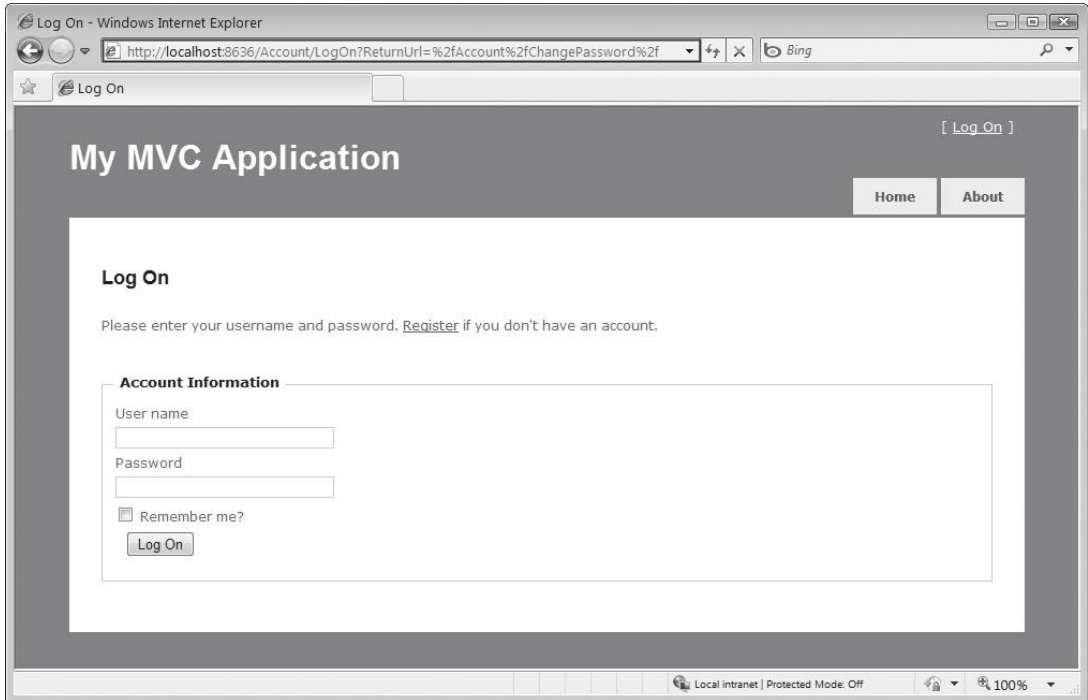 Log On - Windows Internet Explorer
http://localhost:8636/Account/LogOn?ReturnUrl=%2fAccount%2fChangePassword%2f
Bing
Log On
[ Log On ]
My MVC Application
Home
About
Log On
Please enter your username and password. Register if you don't have an account.
Account Information
User name
Password
Remember me?
Log On
Local intranet | Protected Mode: Off
100%